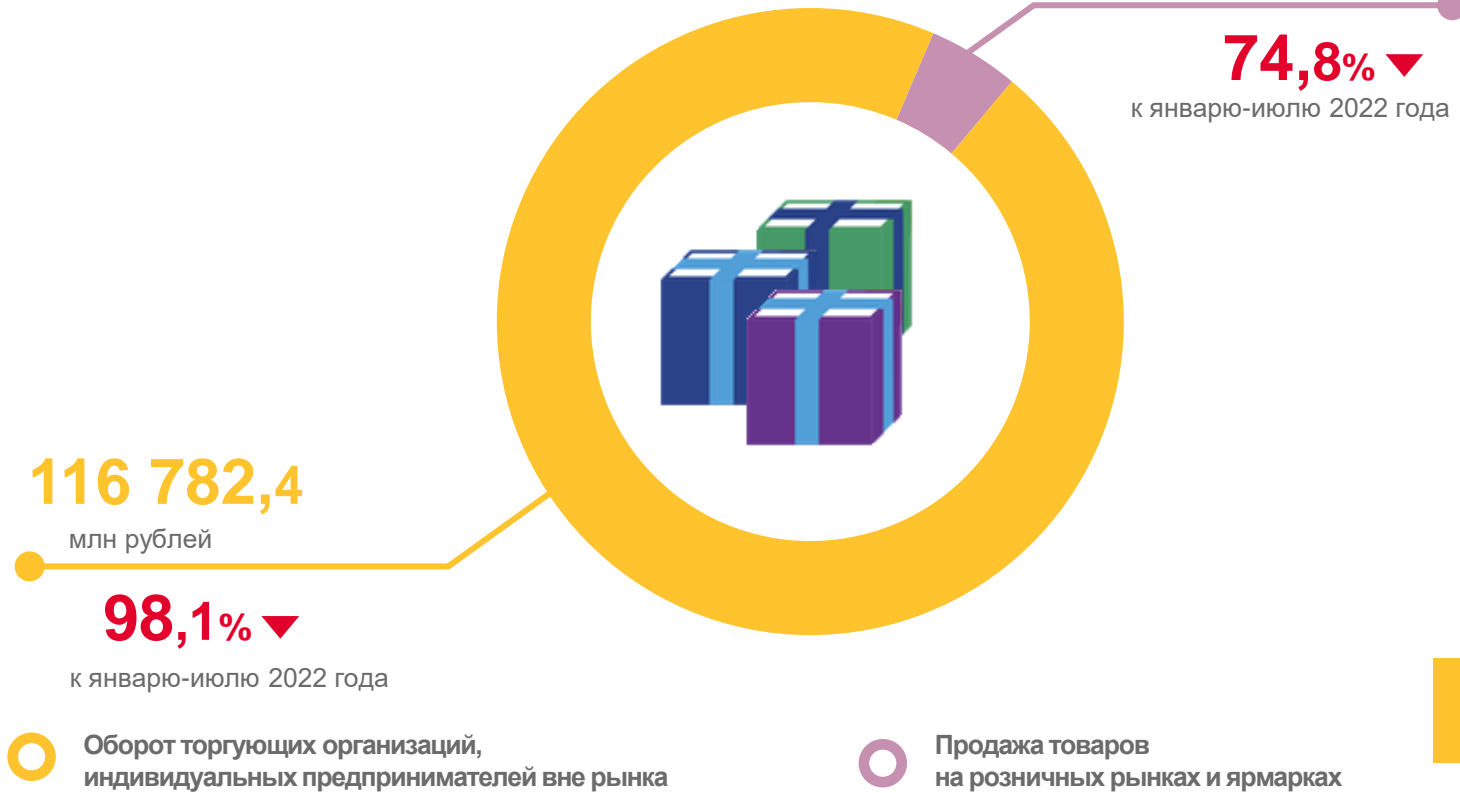 74,8%
к январю-июлю 2022 года
116 782,4
млн рублей
98,1%
к январю-июлю 2022 года
Оборот торгующих организаций,
индивидуальных предпринимателей вне рынка
Продажа товаров
на розничных рынках и ярмарках